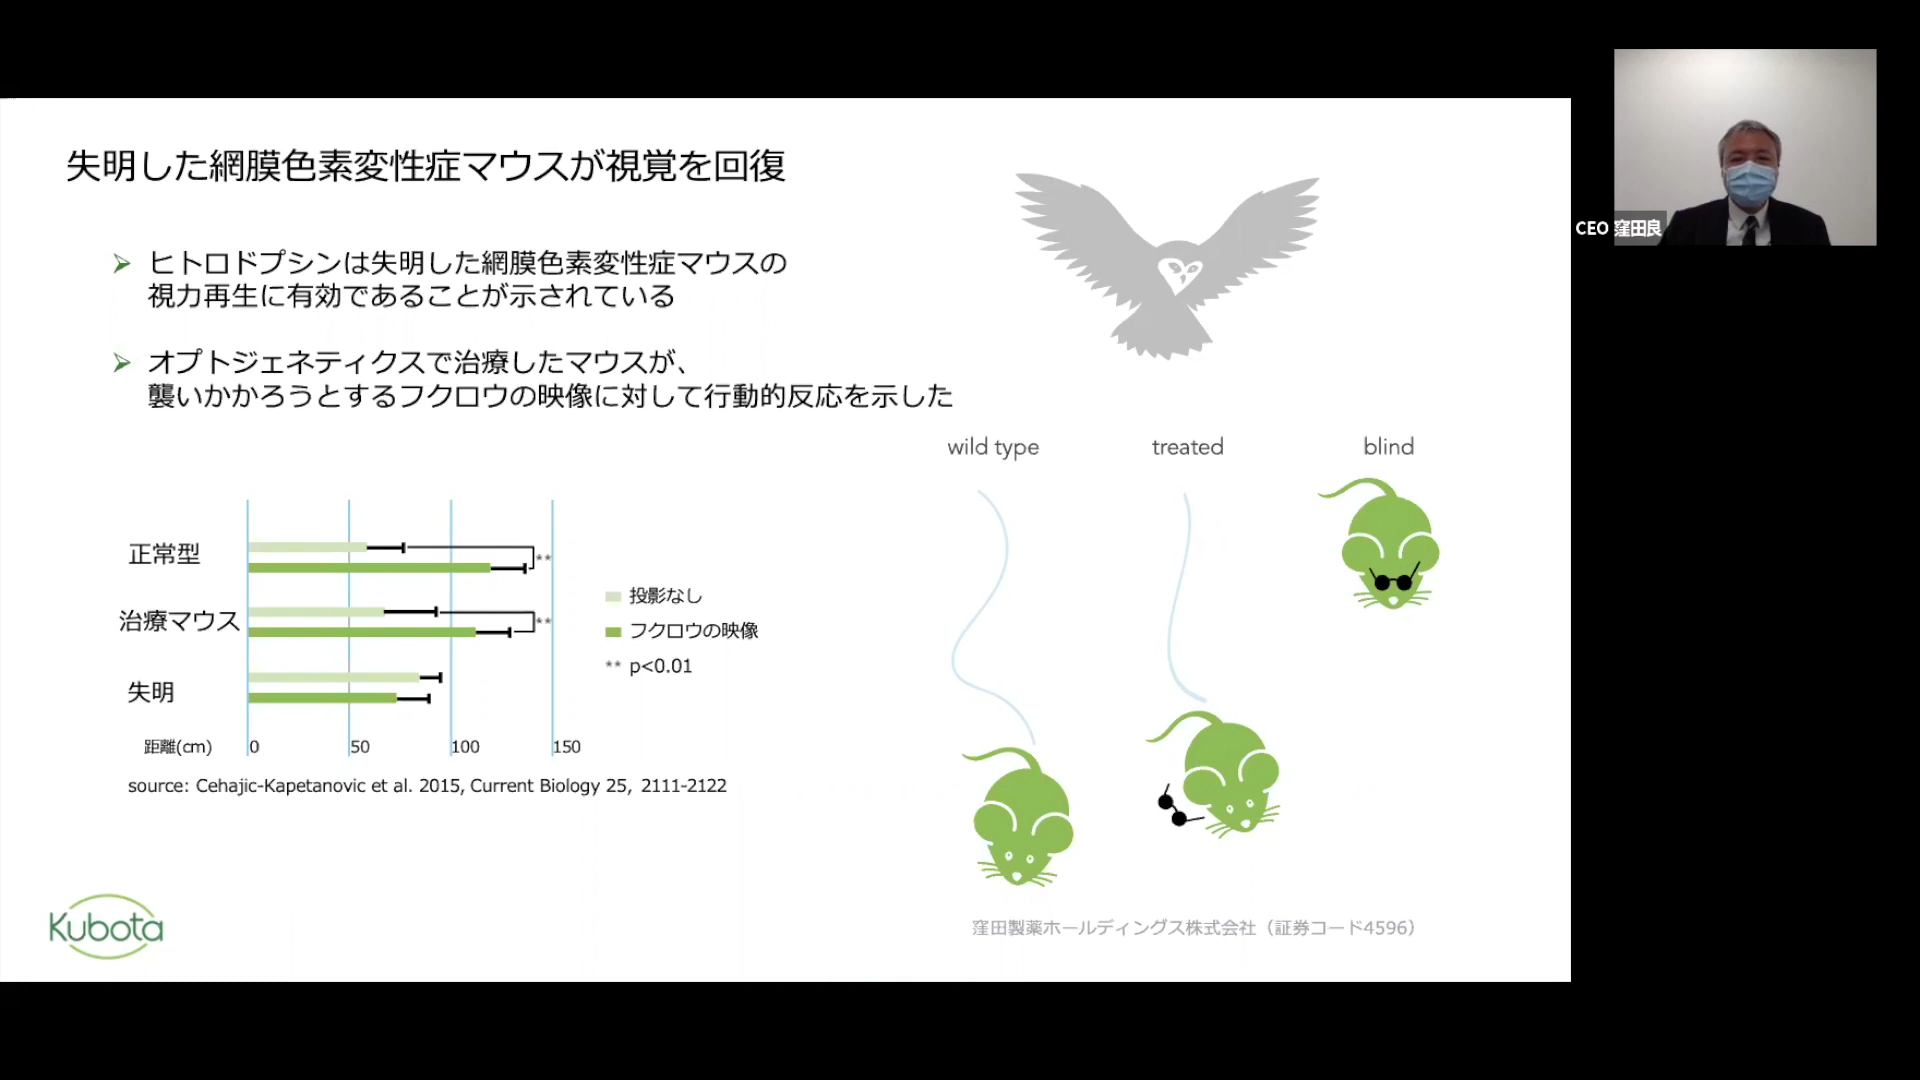 失明した網膜色素変性症マウスが視覚を回復
ヒトロドプシンは失明した網膜色素変性症マウスの
視力再生に有効であることが示されている
オプトジェネティクスで治療したマウスが、
襲いかかろうとするフクロウの映像に対して行動的反応を示した
wild type
treated
blind
正常型
**
治療マウス
**
失明
距離(cm)
0
50
100
150
投影なし
フクロウの映像
** p<0.01
source: Cehajic-Kapetanovic et al. 2015, Current Biology 25, 2111-2122
Kubota
窪田製薬ホールディングス株式会社（証券コード4596）
CEO 窪田良